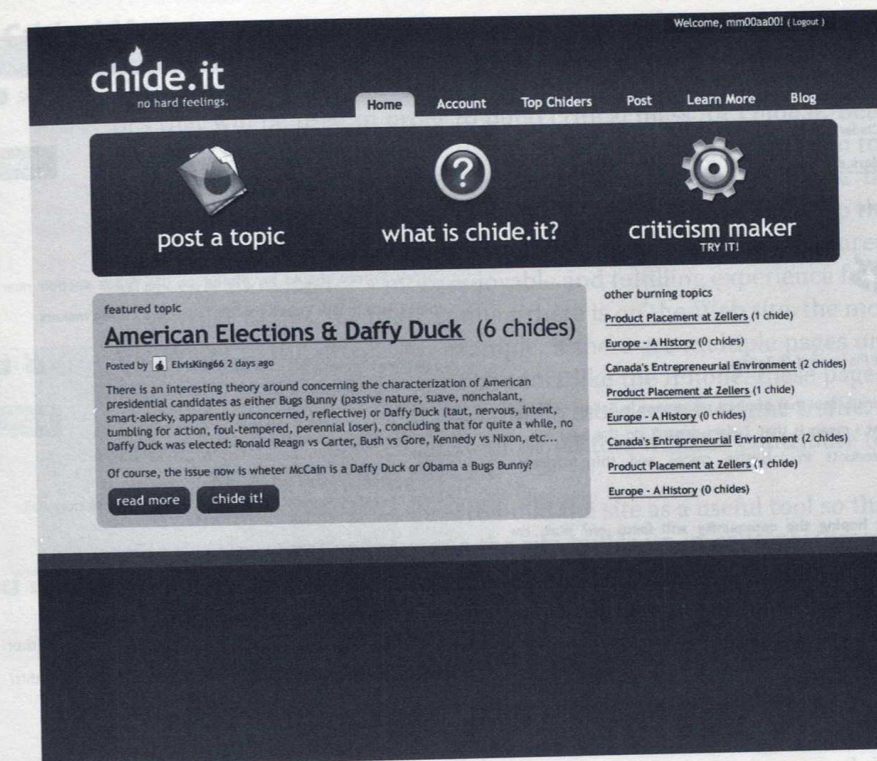 Welcome, mm00aa00! ( Logout )
chide.it
no hard feelings.
Home Account Top Chiders Post Learn More Blog
post a topic what is chide.it? criticism maker
TRY IT!
featured topic
American Elections & Daffy Duck (6 chides)
Posted by ElvisKing66 2 days ago
There is an interesting theory around concerning the characterization of American
presidential candidates as either Bugs Bunny (passive nature, suave, nonchalant,
smart-alecky, apparently unconcerned, reflective) or Daffy Duck (taut, nervous, intent,
tumbling for action, foul-tempered, perennial loser), concluding that for quite a while, no
Daffy Duck was elected: Ronald Reagn vs Carter, Bush vs Gore, Kennedy vs Nixon, etc...
Of course, the issue now is wheter McCain is a Daffy Duck or Obama a Bugs Bunny?
read more chide it!
other burning topics
Product Placement at Zellers (1 chide)
Europe - A History (0 chides)
Canada's Entrepreneurial Environment (2 chides)
Product Placement at Zellers (1 chide)
Europe - A History (0 chides)
Canada's Entrepreneurial Environment (2 chides)
Product Placement at Zellers (1 chide)
Europe - A History (0 chides)